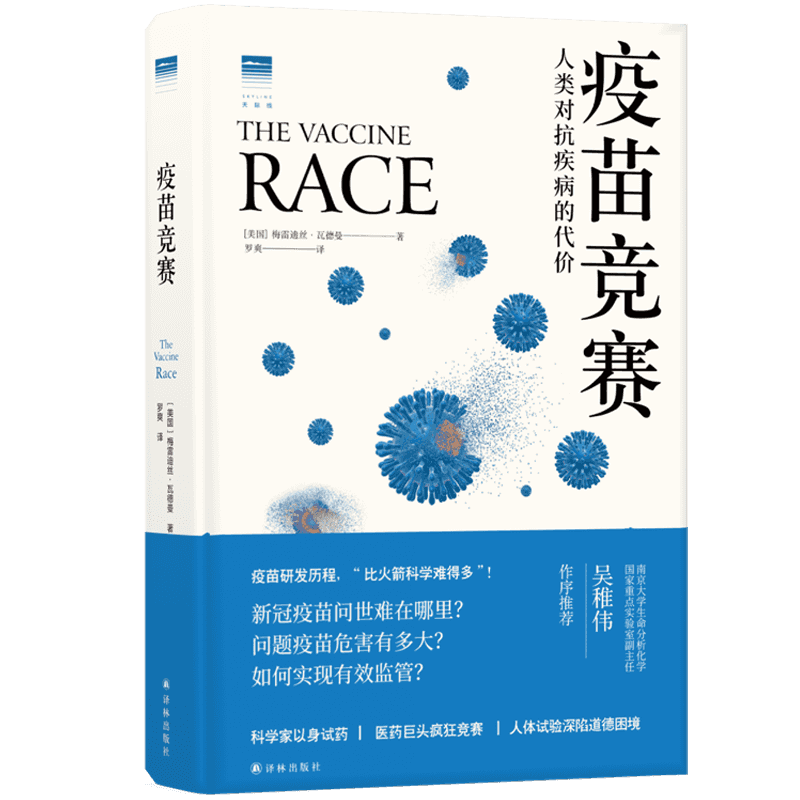 疫苗竞赛
The
Vaccine
Race
[美国]梅雷迪丝·瓦德曼 著
罗爽 译
译林出版社
SKYLINE
天际线
THE VACCINE
RACE
[美国] 梅雷迪丝·瓦德曼————著
罗爽————译
疫苗竞赛
人类对抗疾病的代价
疫苗研发历程，“比火箭科学难得多”！
新冠疫苗问世难在哪里？
问题疫苗危害有多大？
如何实现有效监管？
南京大学生命分析化学
国家重点实验室副主任
吴稚伟
作序推荐
科学家以身试药 | 医药巨头疯狂竞赛 | 人体试验深陷道德困境
译林出版社